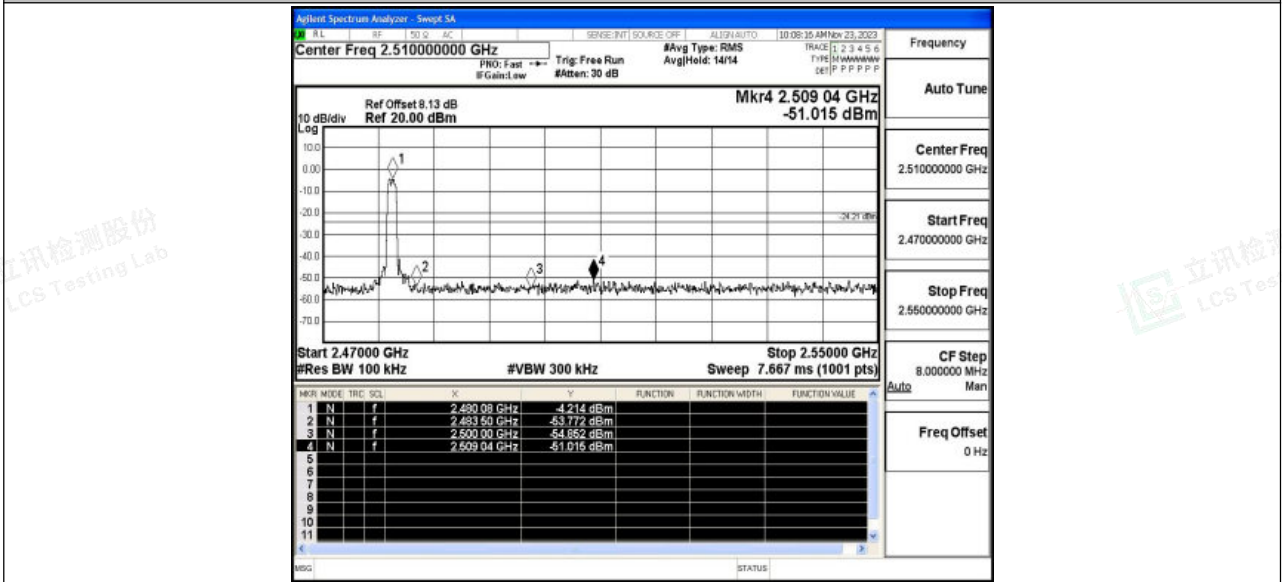 Agilent Spectrum Analyzer - Swept SA
RL RF 50 Ω AC SENSE:INT SOURCE OFF ALIGN AUTO 10:08:16 AM Nov 23, 2023
Center Freq 2.510000000 GHz
PNO: Fast
IFGain:Low
Trig: Free Run
#Atten: 30 dB
#Avg Type: RMS
Avg|Hold: 14/14
TRACE 1 2 3 4 5 6
TYPE M WWWWW
DET P P P P P P
Mkr4 2.509 04 GHz
-51.015 dBm
Ref Offset 8.13 dB
10 dB/div Ref 20.00 dBm
Log
10.0
0.00
-10.0
-20.0
-30.0
-40.0
-50.0
-60.0
-70.0
1
2
3
4
-24.21 dBm
Start 2.47000 GHz Stop 2.55000 GHz
#Res BW 100 kHz #VBW 300 kHz Sweep 7.667 ms (1001 pts)
MKR MODE TRC SCL X Y FUNCTION FUNCTION WIDTH FUNCTION VALUE
1 N f 2.480 08 GHz -4.214 dBm
2 N f 2.483 50 GHz -53.772 dBm
3 N f 2.500 00 GHz -54.852 dBm
4 N f 2.509 04 GHz -51.015 dBm
5
6
7
8
9
10
11
MSG STATUS
Frequency
Auto Tune
Center Freq
2.510000000 GHz
Start Freq
2.470000000 GHz
Stop Freq
2.550000000 GHz
CF Step
8.000000 MHz
Auto Man
Freq Offset
0 Hz
立讯检测股份
LCS Testing Lab
立讯检
LCS Tes